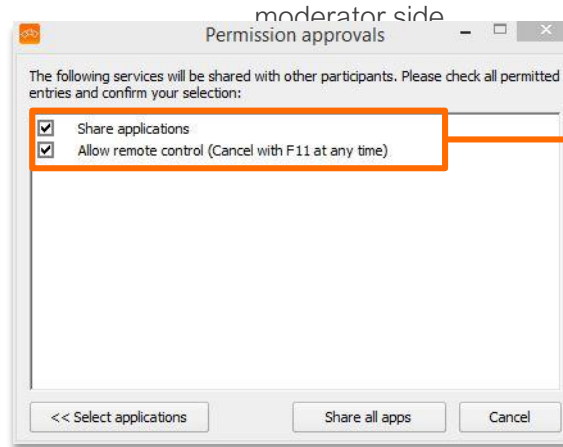 moderator side
Permission approvals
The following services will be shared with other participants. Please check all permitted
entries and confirm your selection:
Share applications
Allow remote control (Cancel with F11 at any time)
<< Select applications
Share all apps
Cancel